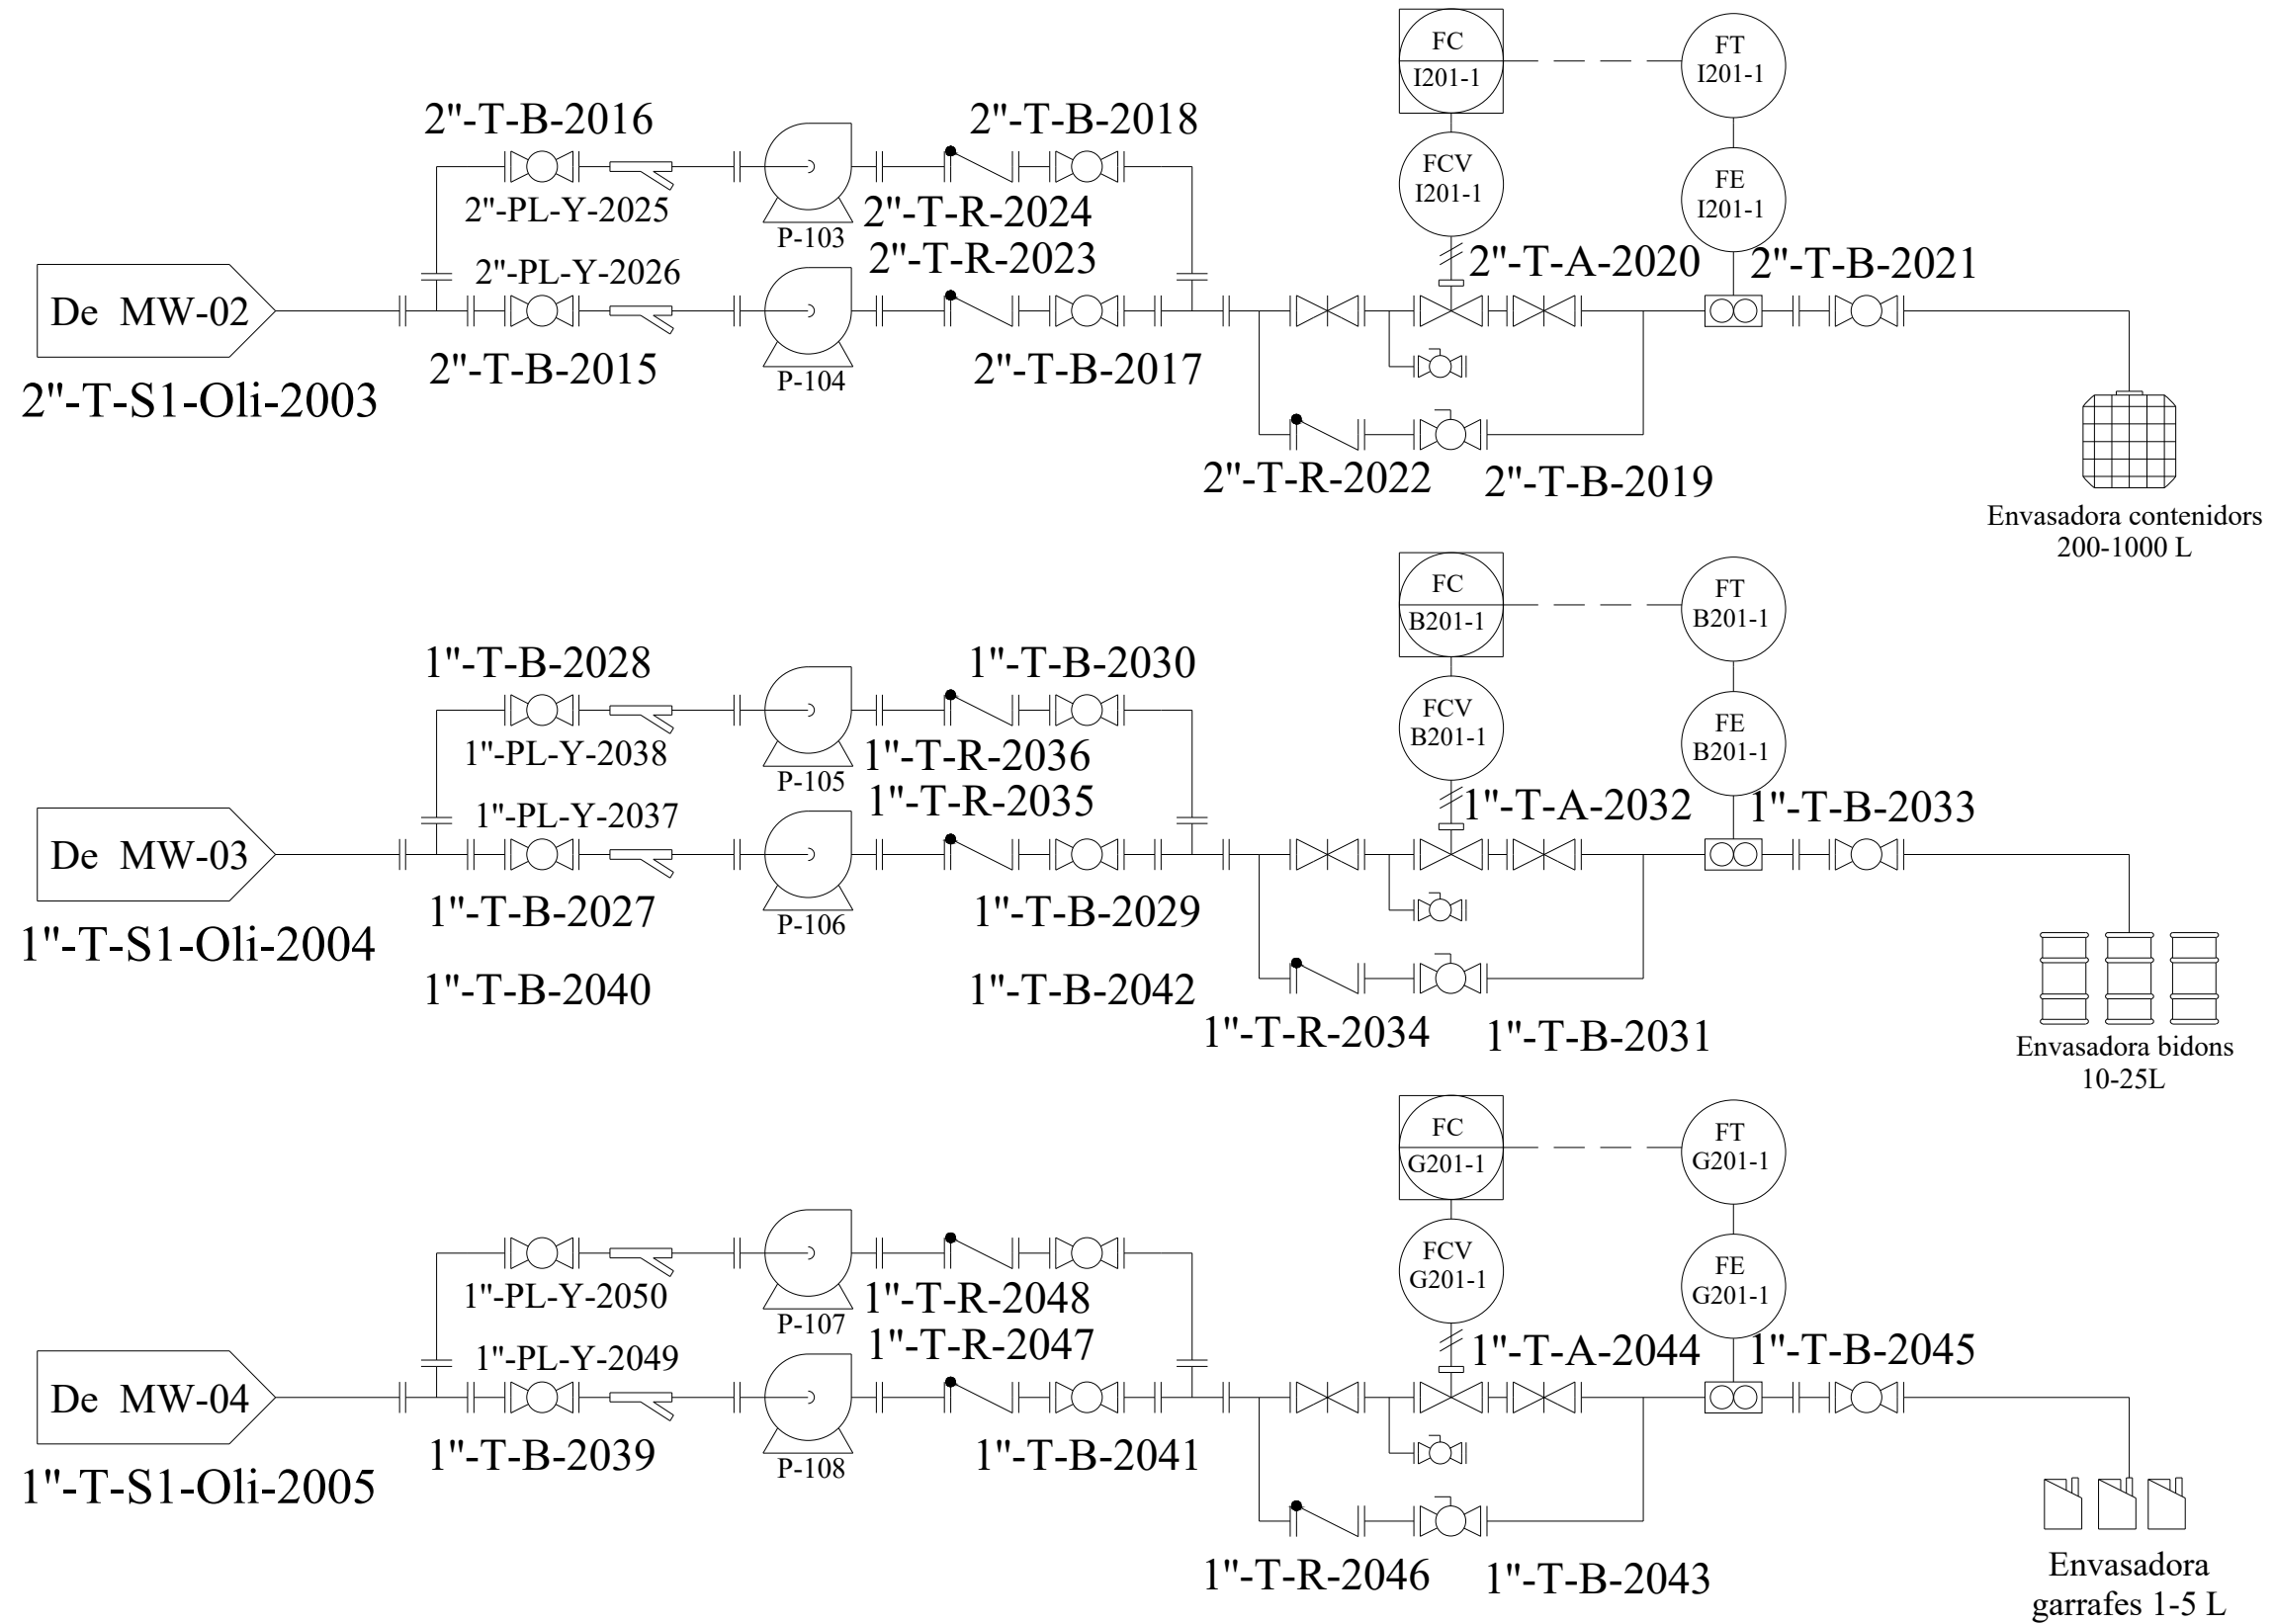 FC
I201-1
FT
I201-1
2"-T-B-2016
2"-T-B-2018
FCV
I201-1
FE
I201-1
2"-PL-Y-2025
P-103
2"-T-R-2024
2"-PL-Y-2026
2"-T-R-2023
2"-T-A-2020
2"-T-B-2021
De MW-02
2"-T-S1-Oli-2003
2"-T-B-2015
P-104
2"-T-B-2017
2"-T-R-2022
2"-T-B-2019
Envasadora contenidors
200-1000 L
FC
B201-1
FT
B201-1
1"-T-B-2028
1"-T-B-2030
FCV
B201-1
FE
B201-1
1"-PL-Y-2038
P-105
1"-T-R-2036
1"-PL-Y-2037
1"-T-R-2035
1"-T-A-2032
1"-T-B-2033
De MW-03
1"-T-S1-Oli-2004
1"-T-B-2027
P-106
1"-T-B-2029
1"-T-B-2040
1"-T-B-2042
1"-T-R-2034
1"-T-B-2031
Envasadora bidons
10-25L
FC
G201-1
FT
G201-1
FCV
G201-1
FE
G201-1
1"-PL-Y-2050
P-107
1"-T-R-2048
1"-PL-Y-2049
1"-T-R-2047
1"-T-A-2044
1"-T-B-2045
De MW-04
1"-T-S1-Oli-2005
1"-T-B-2039
P-108
1"-T-B-2041
1"-T-R-2046
1"-T-B-2043
Envasadora
garrafes 1-5 L